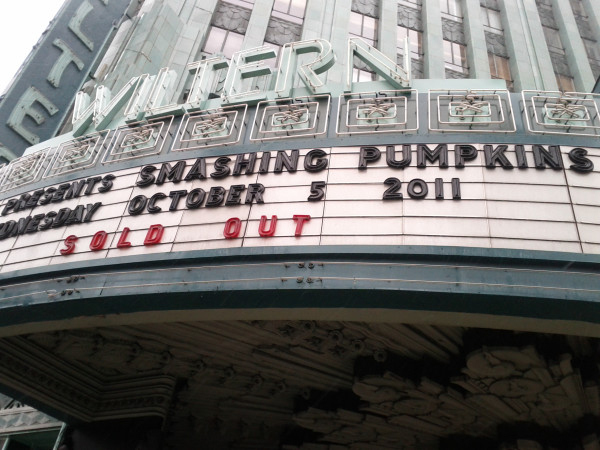 WILTERN
PRESENTS SMASHING PUMPKINS
WEDNESDAY OCTOBER 5 2011
SOLD OUT